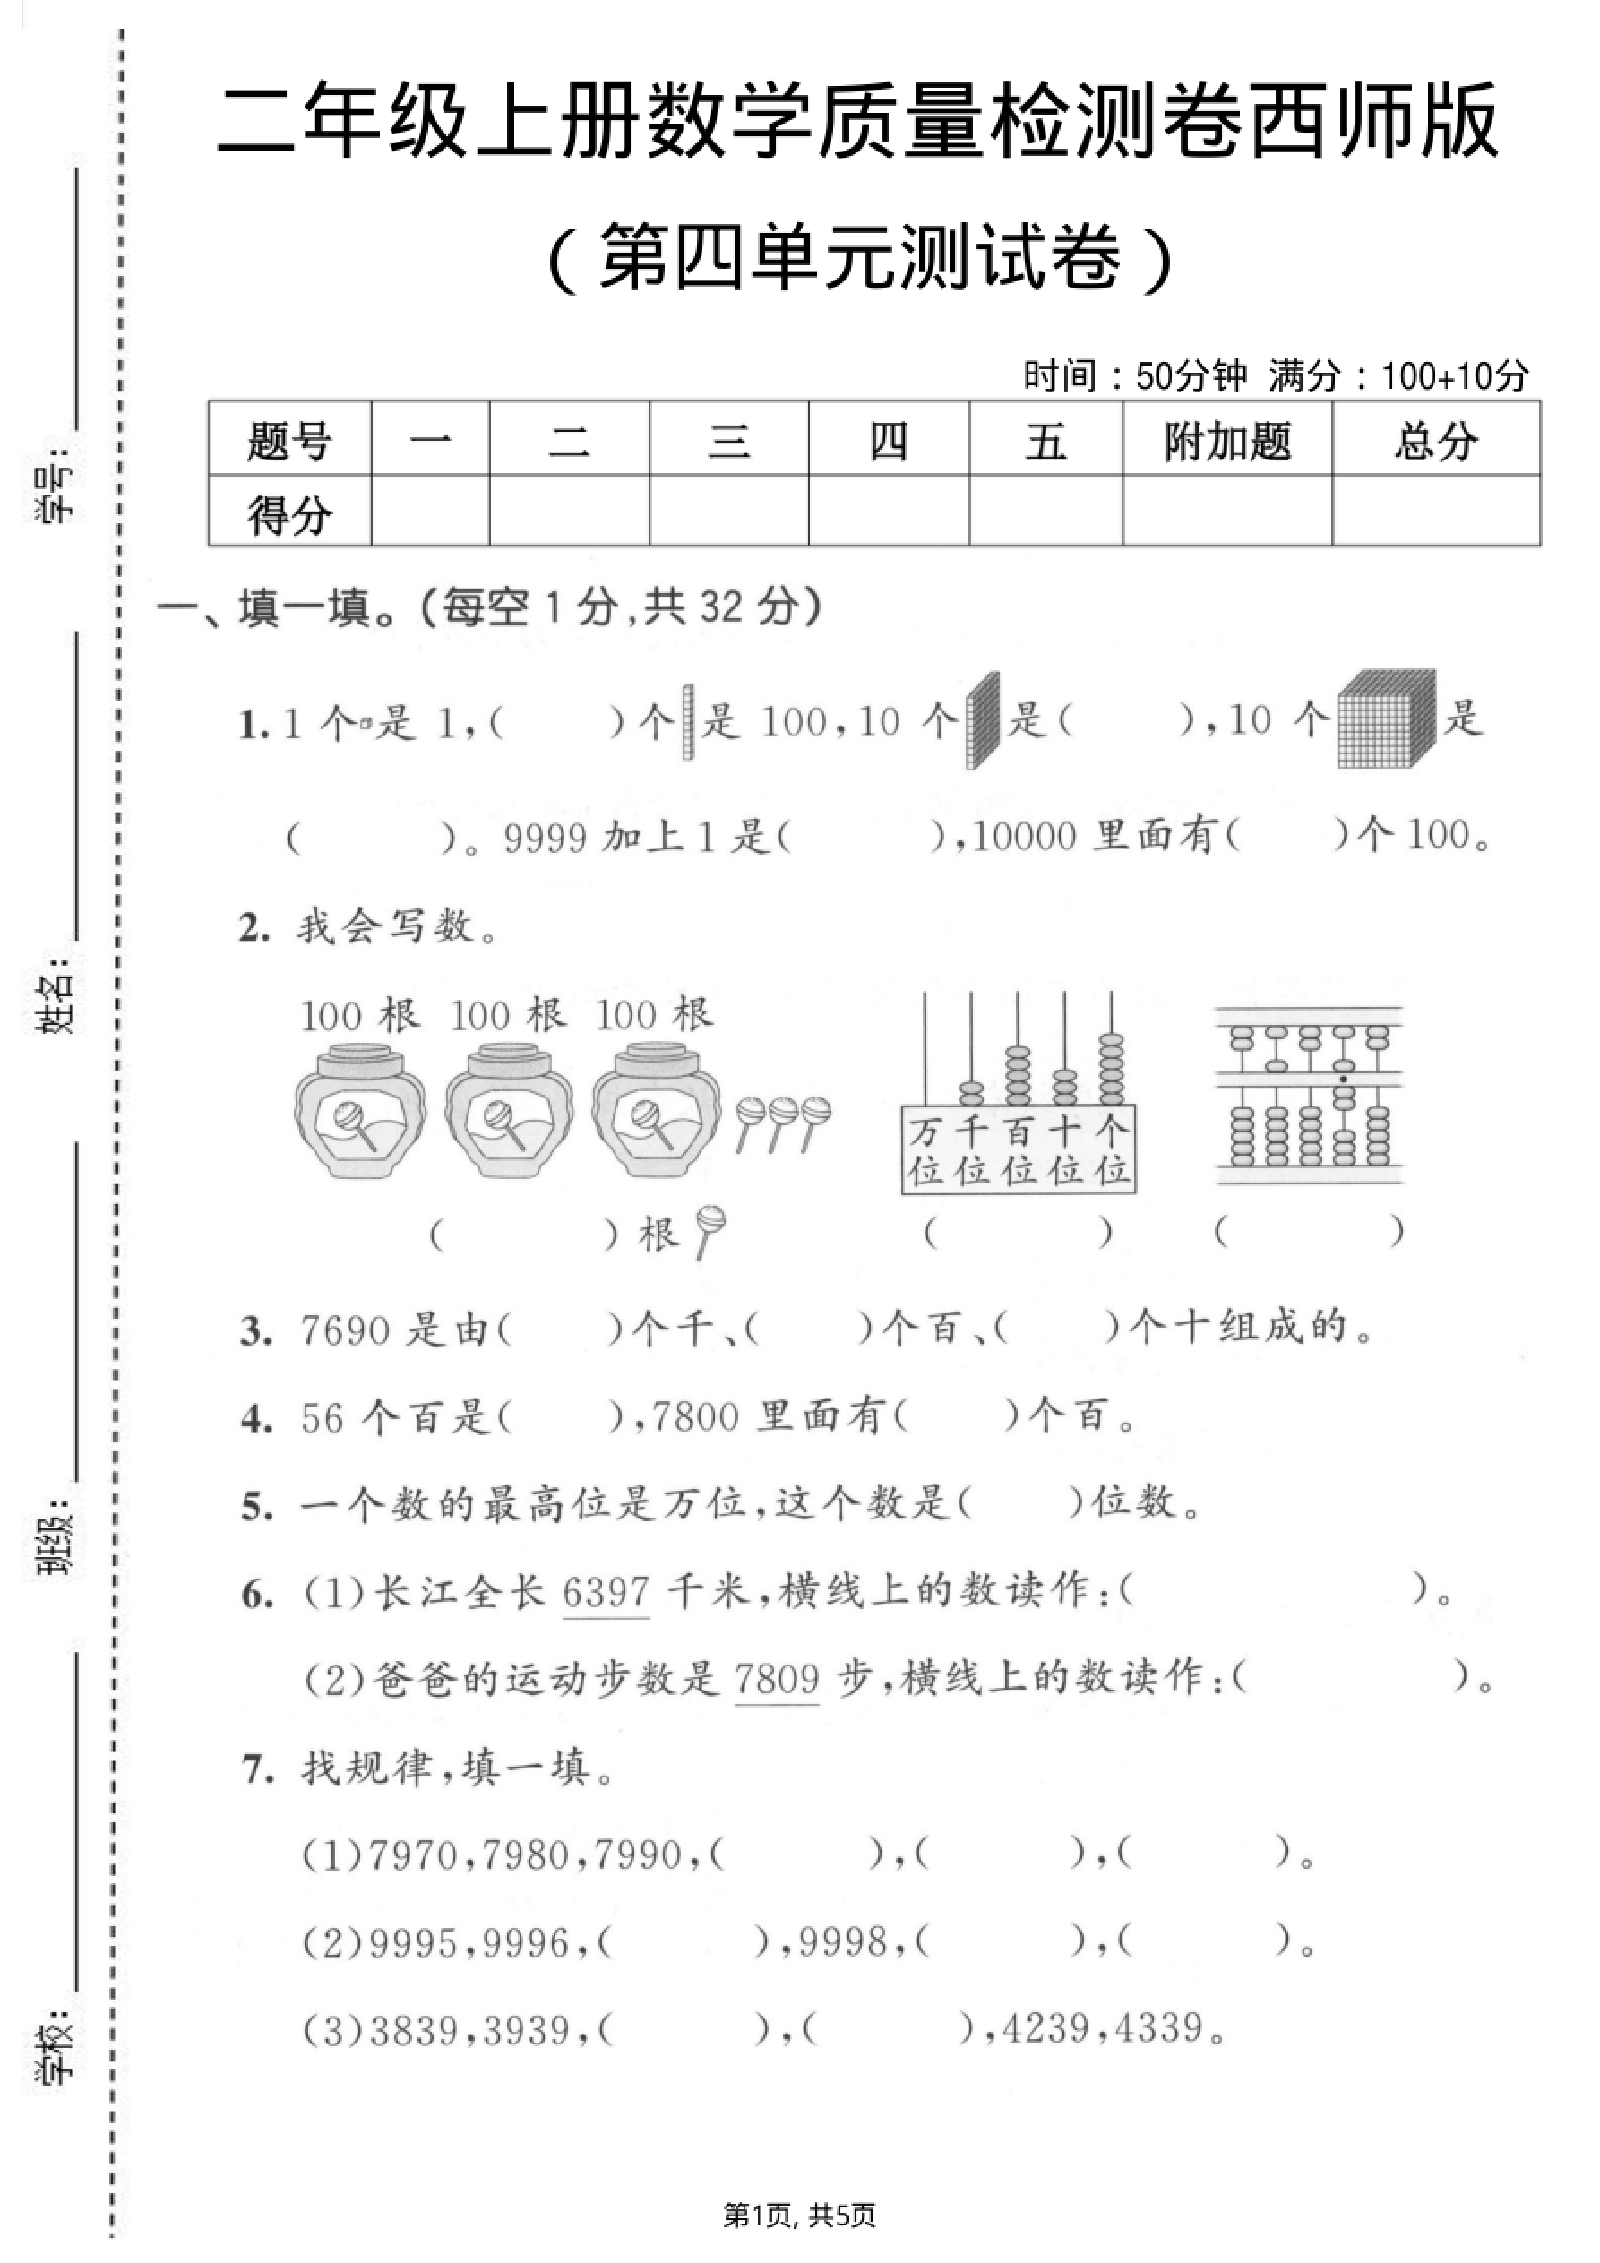 二年级上册数学质量检测卷西师版
（第四单元测试卷）
时间：50分钟 满分：100+10分
题号 一 二 三 四 五 附加题 总分
得分
一、填一填。（每空1分，共32分）
1. 1个是1，（ ）个是100，10个是（ ），10个是
（ ）。9999加上1是（ ），10000里面有（ ）个100。
2. 我会写数。
100根 100根 100根
万位 千位 百位 十位 个位
（ ）根 （ ） （ ）
3. 7690是由（ ）个千、（ ）个百、（ ）个十组成的。
4. 56个百是（ ），7800里面有（ ）个百。
5. 一个数的最高位是万位，这个数是（ ）位数。
6. （1）长江全长6397千米，横线上的数读作：（ ）。
（2）爸爸的运动步数是7809步，横线上的数读作：（ ）。
7. 找规律，填一填。
（1）7970，7980，7990，（ ），（ ），（ ）。
（2）9995，9996，（ ），9998，（ ），（ ）。
（3）3839，3939，（ ），（ ），4239，4339。
学号：
姓名：
班级：
学校：
第1页, 共5页